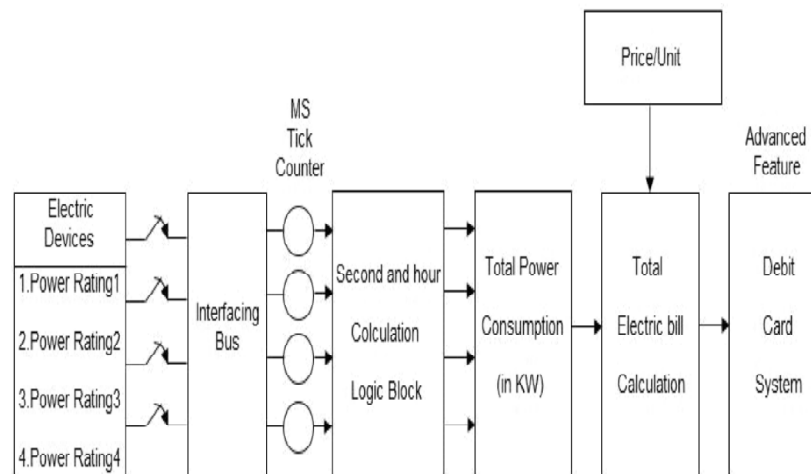 Price/Unit
MS
Tick
Counter
Advanced
Feature
Electric
Devices
1.Power Rating1
2.Power Rating2
3.Power Rating3
4.Power Rating4
Interfacing
Bus
Second and hour
Colculation
Logic Block
Total Power
Consumption
(in KW)
Total
Electric bill
Calculation
Debit
Card
System